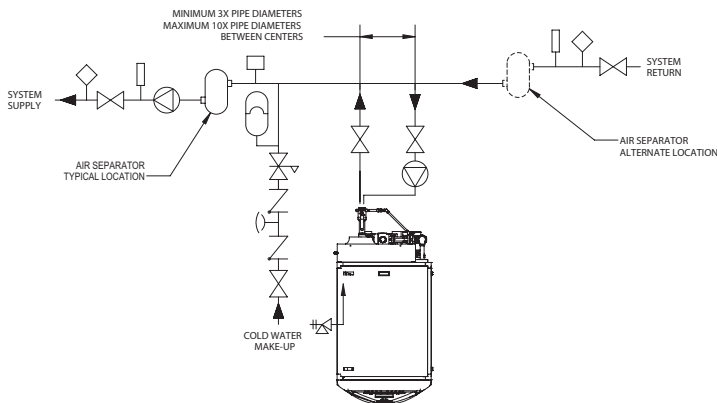 MINIMUM 3X PIPE DIAMETERS
MAXIMUM 10X PIPE DIAMETERS
BETWEEN CENTERS
SYSTEM
SUPPLY
SYSTEM
RETURN
AIR SEPARATOR
TYPICAL LOCATION
AIR SEPARATOR
ALTERNATE LOCATION
COLD WATER
MAKE-UP